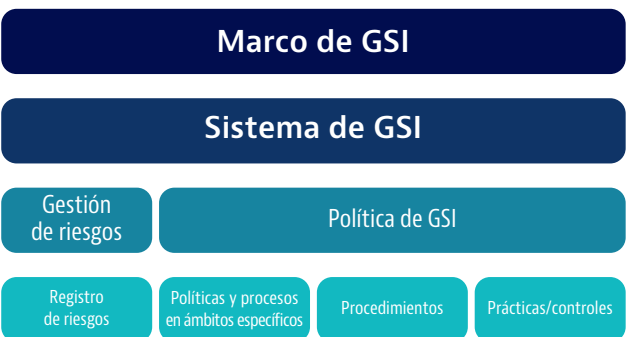 Marco de GSI
Sistema de GSI
Gestión
de riesgos
Política de GSI
Registro
de riesgos
Políticas y procesos
en ámbitos específicos
Procedimientos
Prácticas/controles